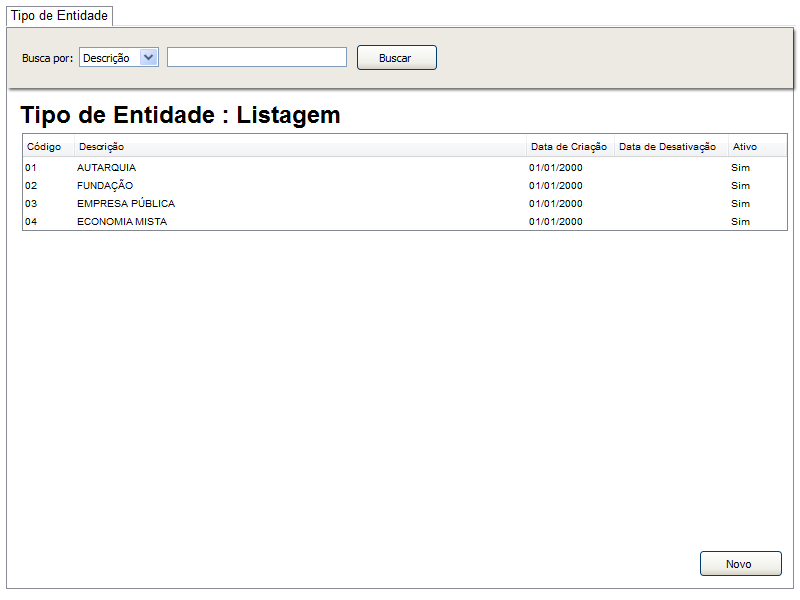 Tipo de Entidade
Busca por: Descrição Buscar
Tipo de Entidade : Listagem
Código Descrição Data de Criação Data de Desativação Ativo
01 AUTARQUIA 01/01/2000 Sim
02 FUNDAÇÃO 01/01/2000 Sim
03 EMPRESA PÚBLICA 01/01/2000 Sim
04 ECONOMIA MISTA 01/01/2000 Sim
Novo